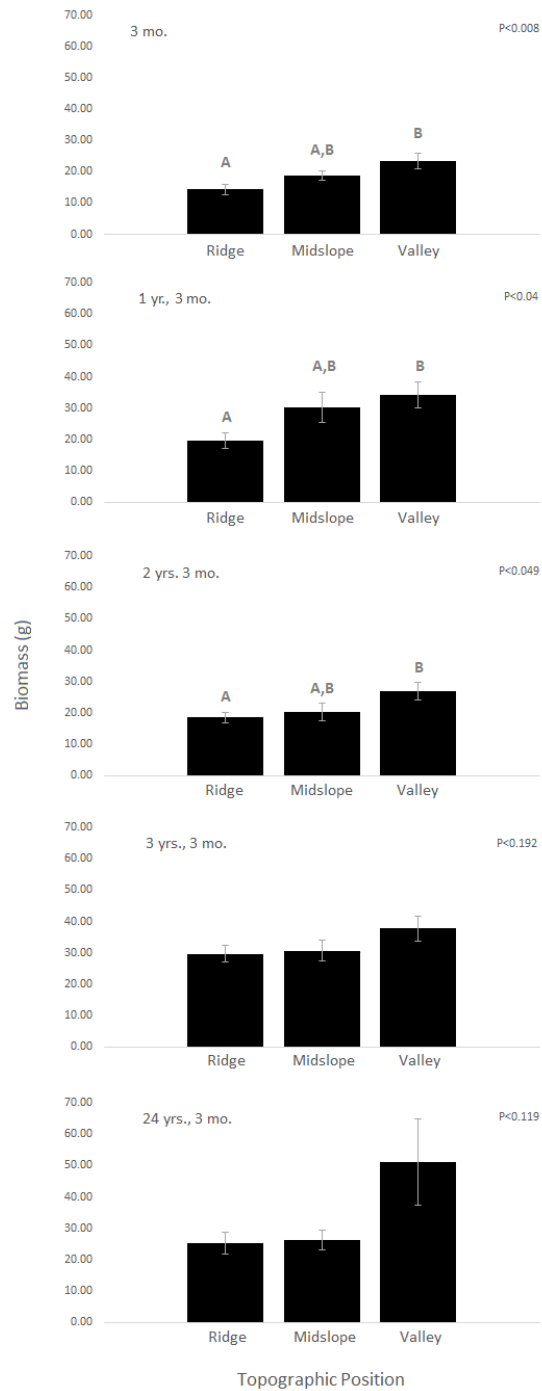 70.00
3 mo.
P<0.008
60.00
50.00
40.00
30.00
A
A,B
B
20.00
10.00
0.00
Ridge Midslope Valley
70.00
1 yr., 3 mo.
P<0.04
60.00
50.00
40.00
30.00
A
A,B
B
20.00
10.00
0.00
Ridge Midslope Valley
70.00
2 yrs. 3 mo.
P<0.049
60.00
50.00
40.00
30.00
A
A,B
B
20.00
10.00
0.00
Ridge Midslope Valley
Biomass (g)
70.00
3 yrs., 3 mo.
P<0.192
60.00
50.00
40.00
30.00
20.00
10.00
0.00
Ridge Midslope Valley
70.00
24 yrs., 3 mo.
P<0.119
60.00
50.00
40.00
30.00
20.00
10.00
0.00
Ridge Midslope Valley
Topographic Position